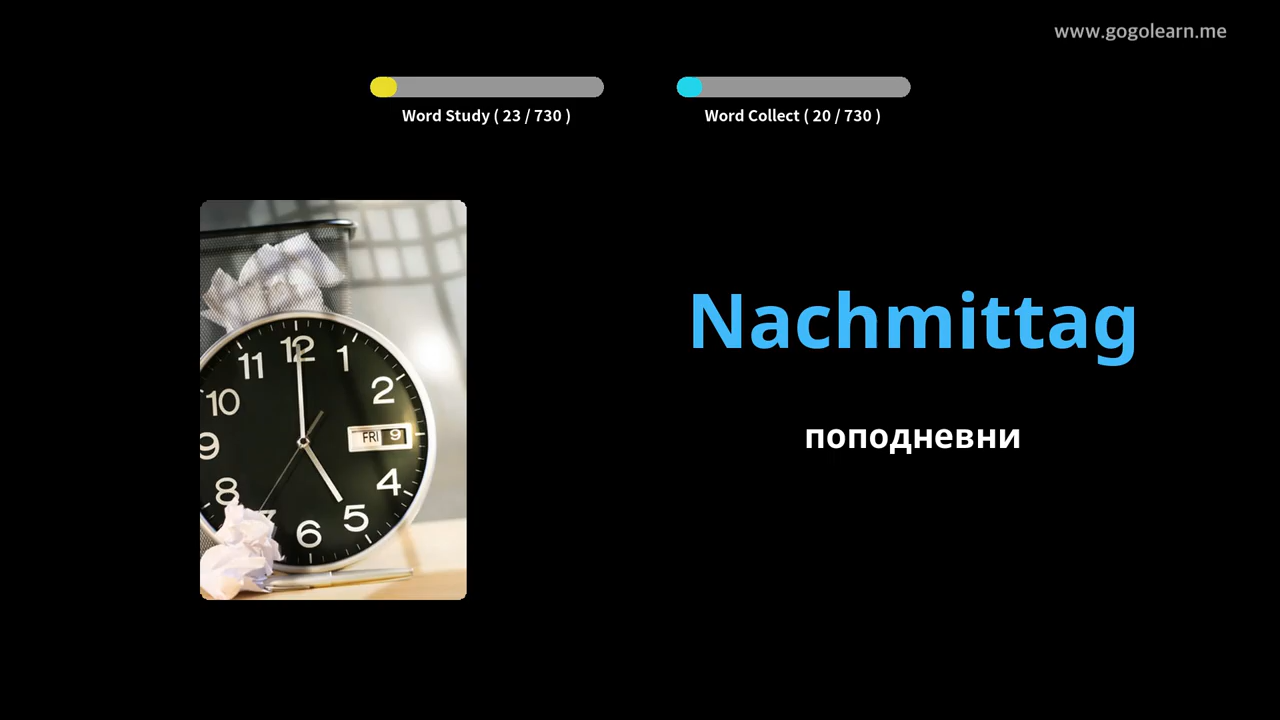 www.gogolearn.me
Word Study ( 23 / 730 )
Word Collect ( 20 / 730 )
12
11
1
10
2
9
FRI 9
8
4
7
5
6
Nachmittag
поподневни